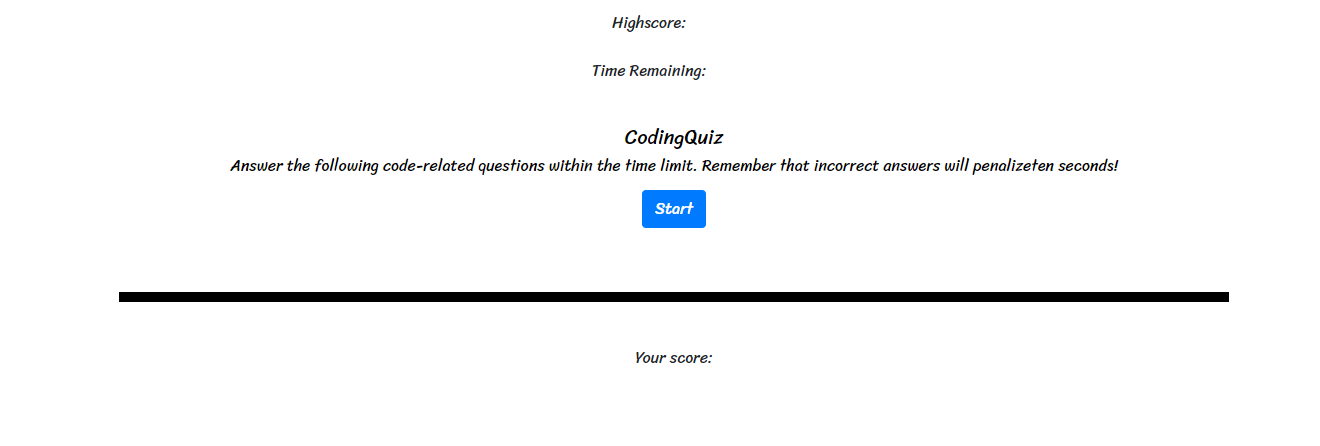 Highscore:
Time Remaining:
CodingQuiz
Answer the following code-related questions within the time limit. Remember that incorrect answers will penalizeten seconds!
Start
Your score: